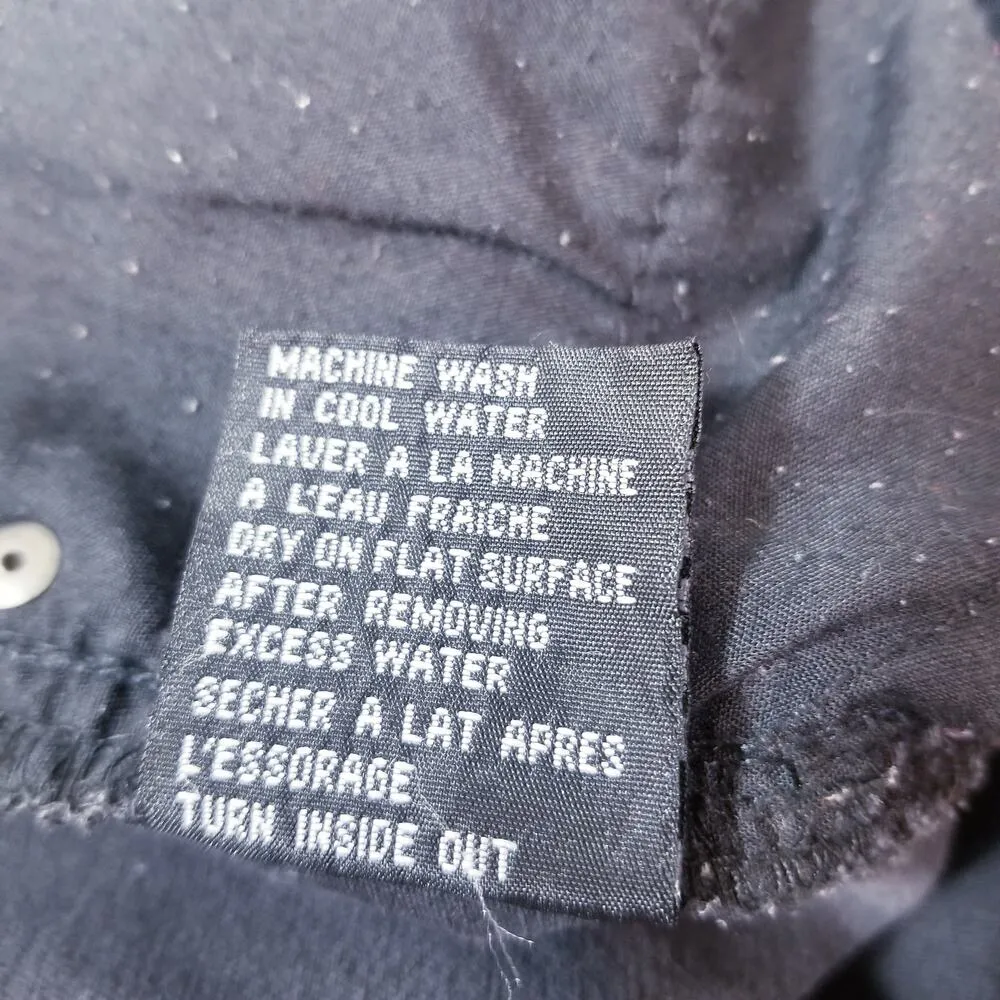 MACHINE WASH
IN COOL WATER
LAVER A LA MACHINE
A L'EAU FRAICHE
DRY ON FLAT SURFACE
AFTER REMOVING
EXCESS WATER
SECHER A LAT APRES
L'ESSORAGE
TURN INSIDE OUT